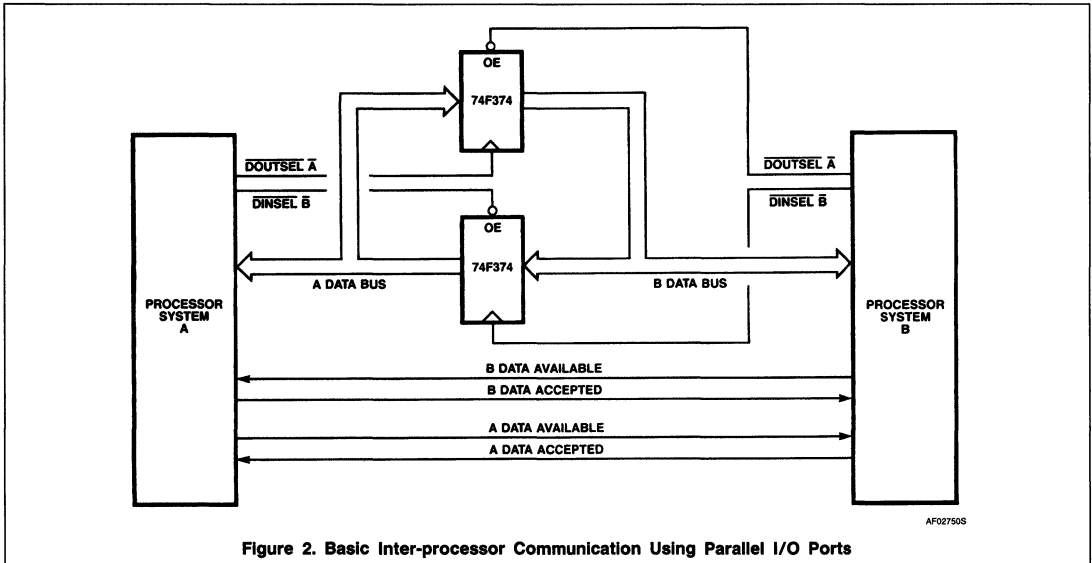 OE
74F374
DOUTSEL A
DINSEL B
DOUTSEL A
DINSEL B
OE
74F374
A DATA BUS
B DATA BUS
PROCESSOR
SYSTEM
A
PROCESSOR
SYSTEM
B
B DATA AVAILABLE
B DATA ACCEPTED
A DATA AVAILABLE
A DATA ACCEPTED
AF02750S
Figure 2. Basic Inter-processor Communication Using Parallel I/O Ports